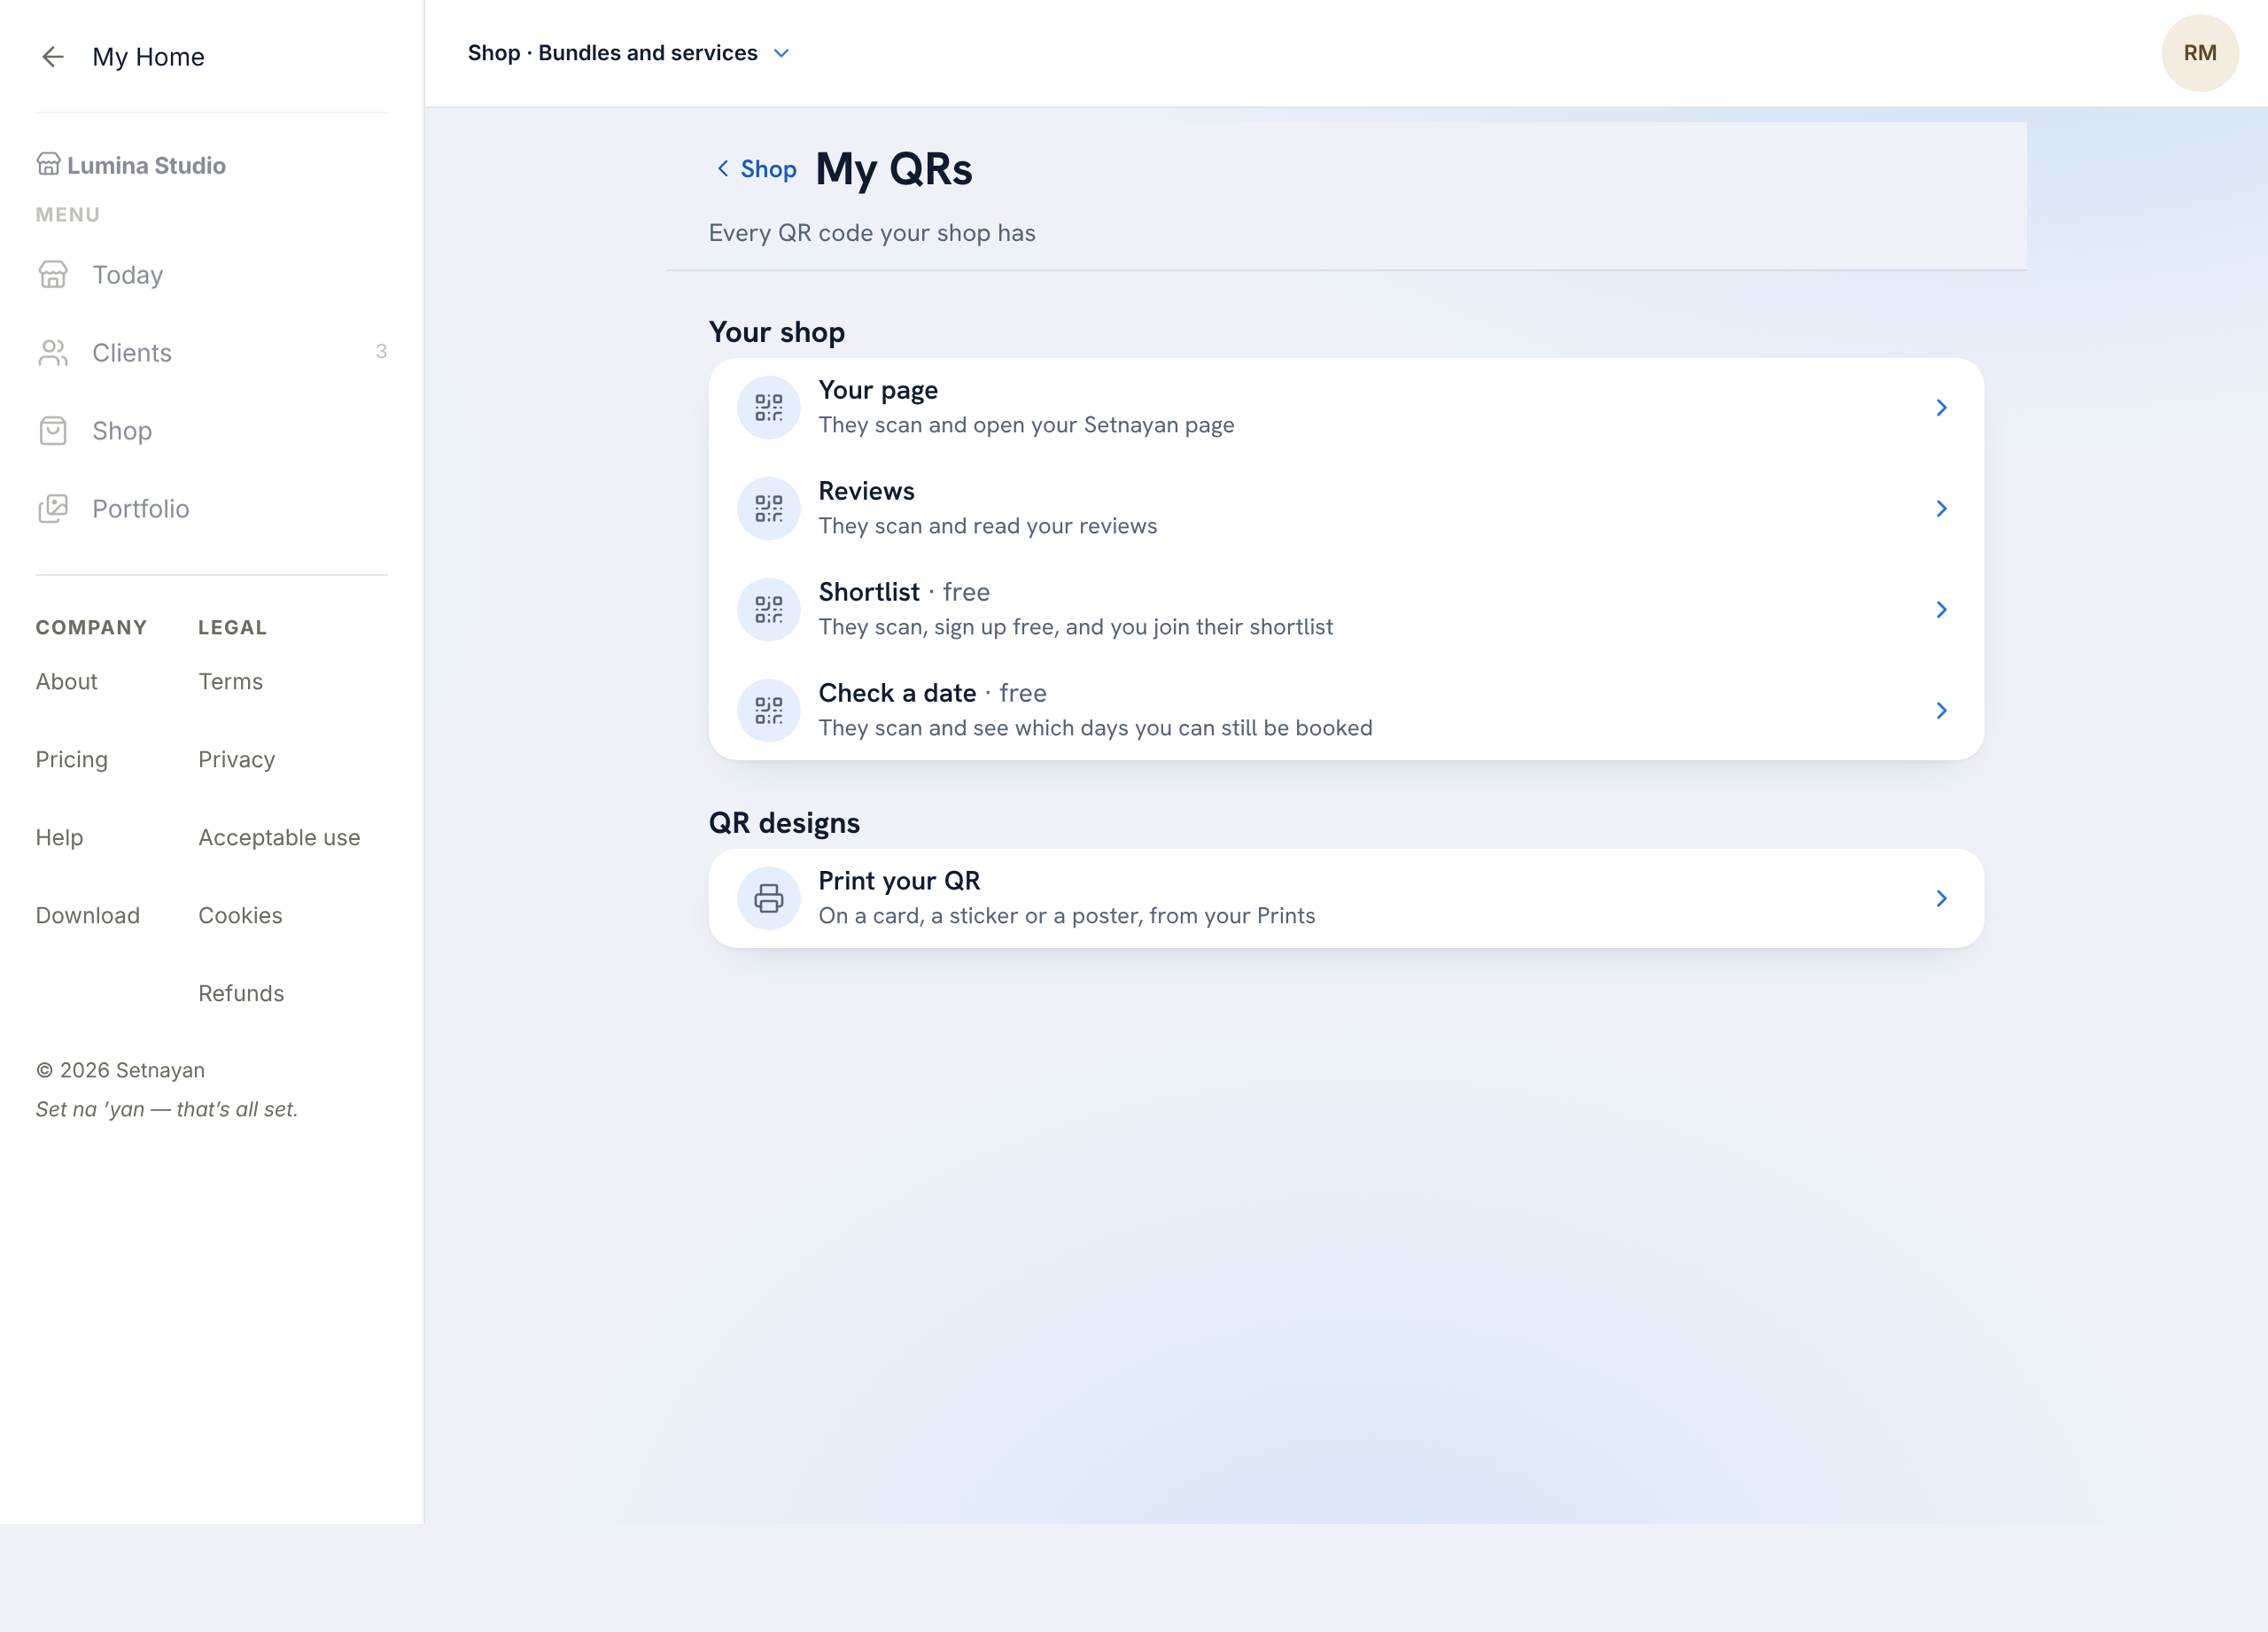 My Home
Lumina Studio
MENU
Today
Clients 3
Shop
Portfolio
COMPANY LEGAL
About Terms
Pricing Privacy
Help Acceptable use
Download Cookies
Refunds
© 2026 Setnayan
Set na ’yan — that’s all set.
Shop · Bundles and services
RM
Shop My QRs
Every QR code your shop has
Your shop
Your page
They scan and open your Setnayan page
Reviews
They scan and read your reviews
Shortlist · free
They scan, sign up free, and you join their shortlist
Check a date · free
They scan and see which days you can still be booked
QR designs
Print your QR
On a card, a sticker or a poster, from your Prints